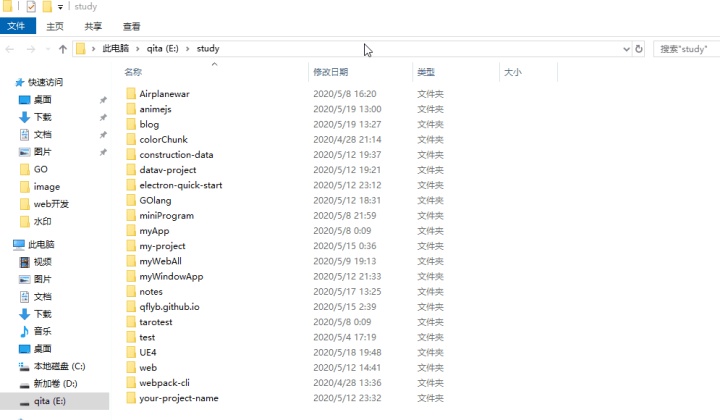 study
文件 主页 共享 查看
此电脑 qita (E:) study 搜索"study"
名称 修改日期 类型 大小
快速访问
桌面
下载
文档
图片
GO
image
web开发
水印
此电脑
视频
图片
文档
下载
音乐
桌面
本地磁盘 (C:)
新加卷 (D:)
qita (E:)
Airplanewar 2020/5/8 16:20 文件夹
animejs 2020/5/19 13:00 文件夹
blog 2020/5/19 13:27 文件夹
colorChunk 2020/4/28 21:14 文件夹
construction-data 2020/5/12 19:37 文件夹
datav-project 2020/5/12 19:21 文件夹
electron-quick-start 2020/5/12 23:12 文件夹
GOlang 2020/5/12 18:31 文件夹
miniProgram 2020/5/8 21:59 文件夹
myApp 2020/5/8 0:09 文件夹
my-project 2020/5/15 0:36 文件夹
myWebAll 2020/5/9 19:13 文件夹
myWindowApp 2020/5/12 21:33 文件夹
notes 2020/5/17 13:25 文件夹
qflyb.github.io 2020/5/15 2:39 文件夹
tarotest 2020/5/8 0:09 文件夹
test 2020/5/4 17:19 文件夹
UE4 2020/5/18 19:48 文件夹
web 2020/5/12 14:41 文件夹
webpack-cli 2020/4/28 13:36 文件夹
your-project-name 2020/5/12 23:32 文件夹